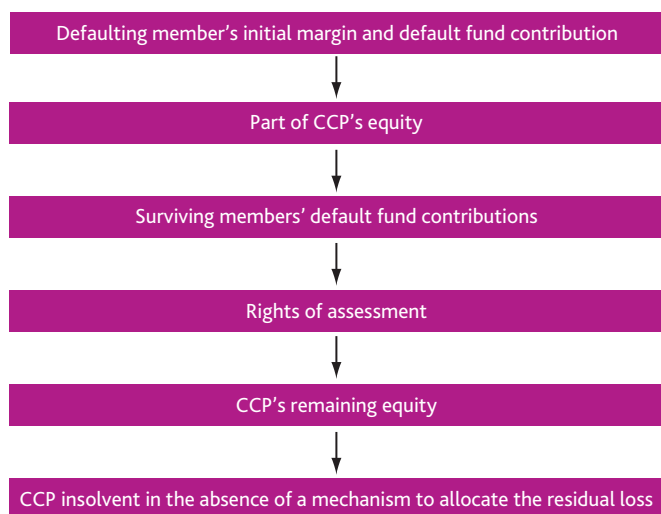 Defaulting member’s initial margin and default fund contribution
Part of CCP’s equity
Surviving members’ default fund contributions
Rights of assessment
CCP’s remaining equity
CCP insolvent in the absence of a mechanism to allocate the residual loss